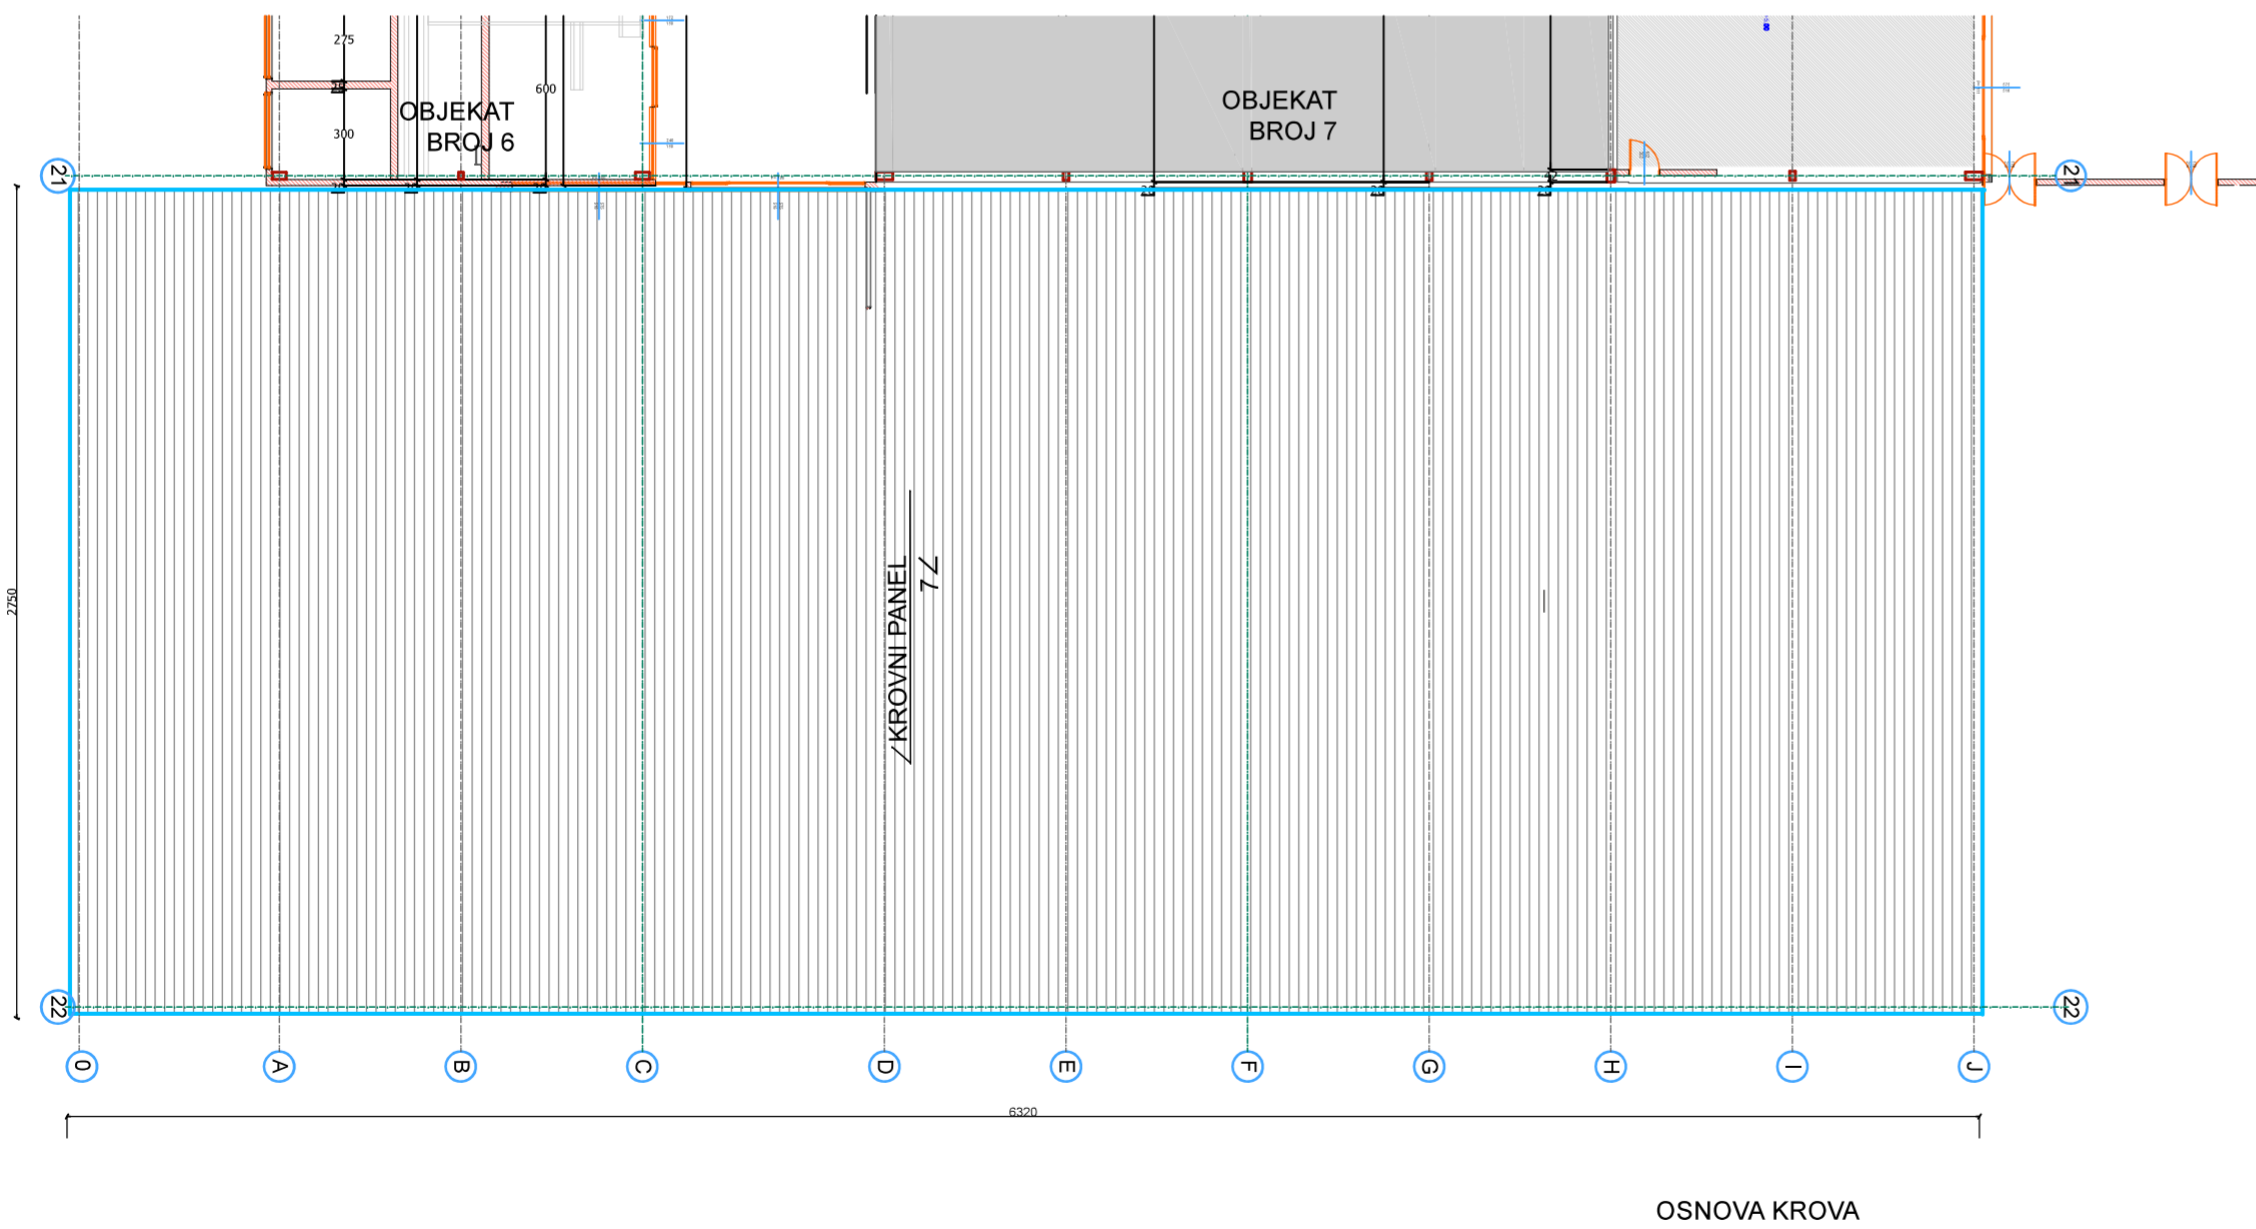 275
300
600
OBJEKAT
BROJ 6
OBJEKAT
BROJ 7
21
21
2750
KROVNI PANEL
7
22
22
0
A
B
C
D
E
F
G
H
I
J
6320
OSNOVA KROVA